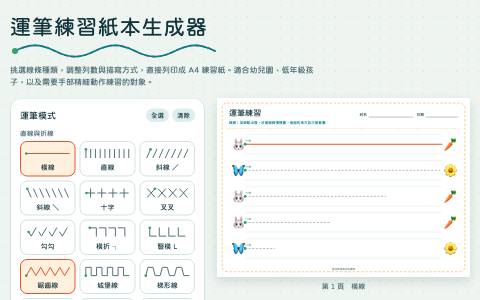 運筆練習紙本生成器
挑選線條種類，調整列數與描寫方式，直接列印成 A4 練習紙。適合幼兒園、低年級孩
子，以及需要手部精細動作練習的對象。
運筆模式
全選
清除
直線與折線
橫線
直線
斜線 ／
斜線 ＼
十字
叉叉
勾勾
橫折 ㄱ
豎橫 L
鋸齒線
城堡線
梯形線
運筆練習
姓名
日期
第 1 頁　橫線